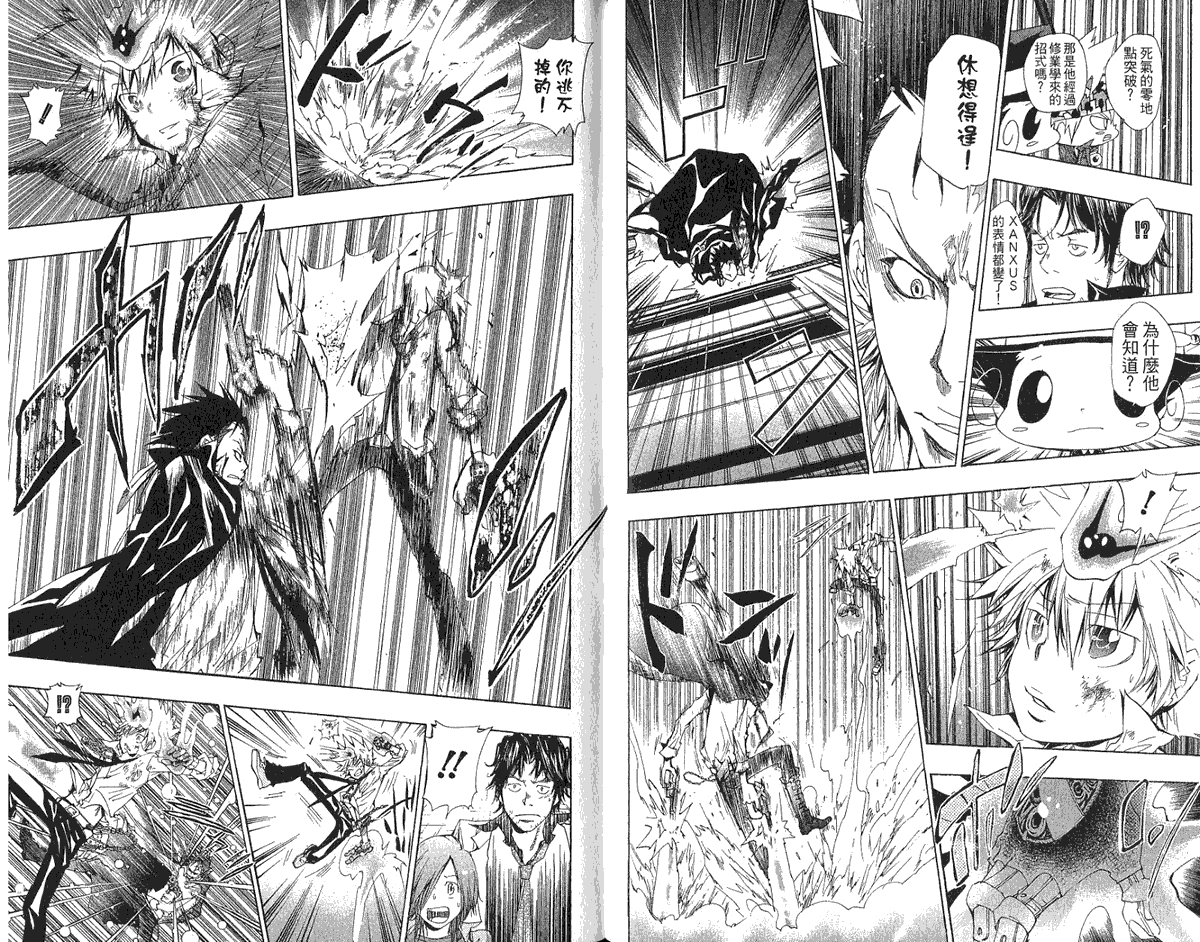 死氣的零地
點突破？
那是他經過
修業學來的
招式嗎？
!?
XANXUS
的表情都變了！
為什麼他
會知道？
休想得逞！
！
ドン
你逃不
掉的！
！
!!
!?